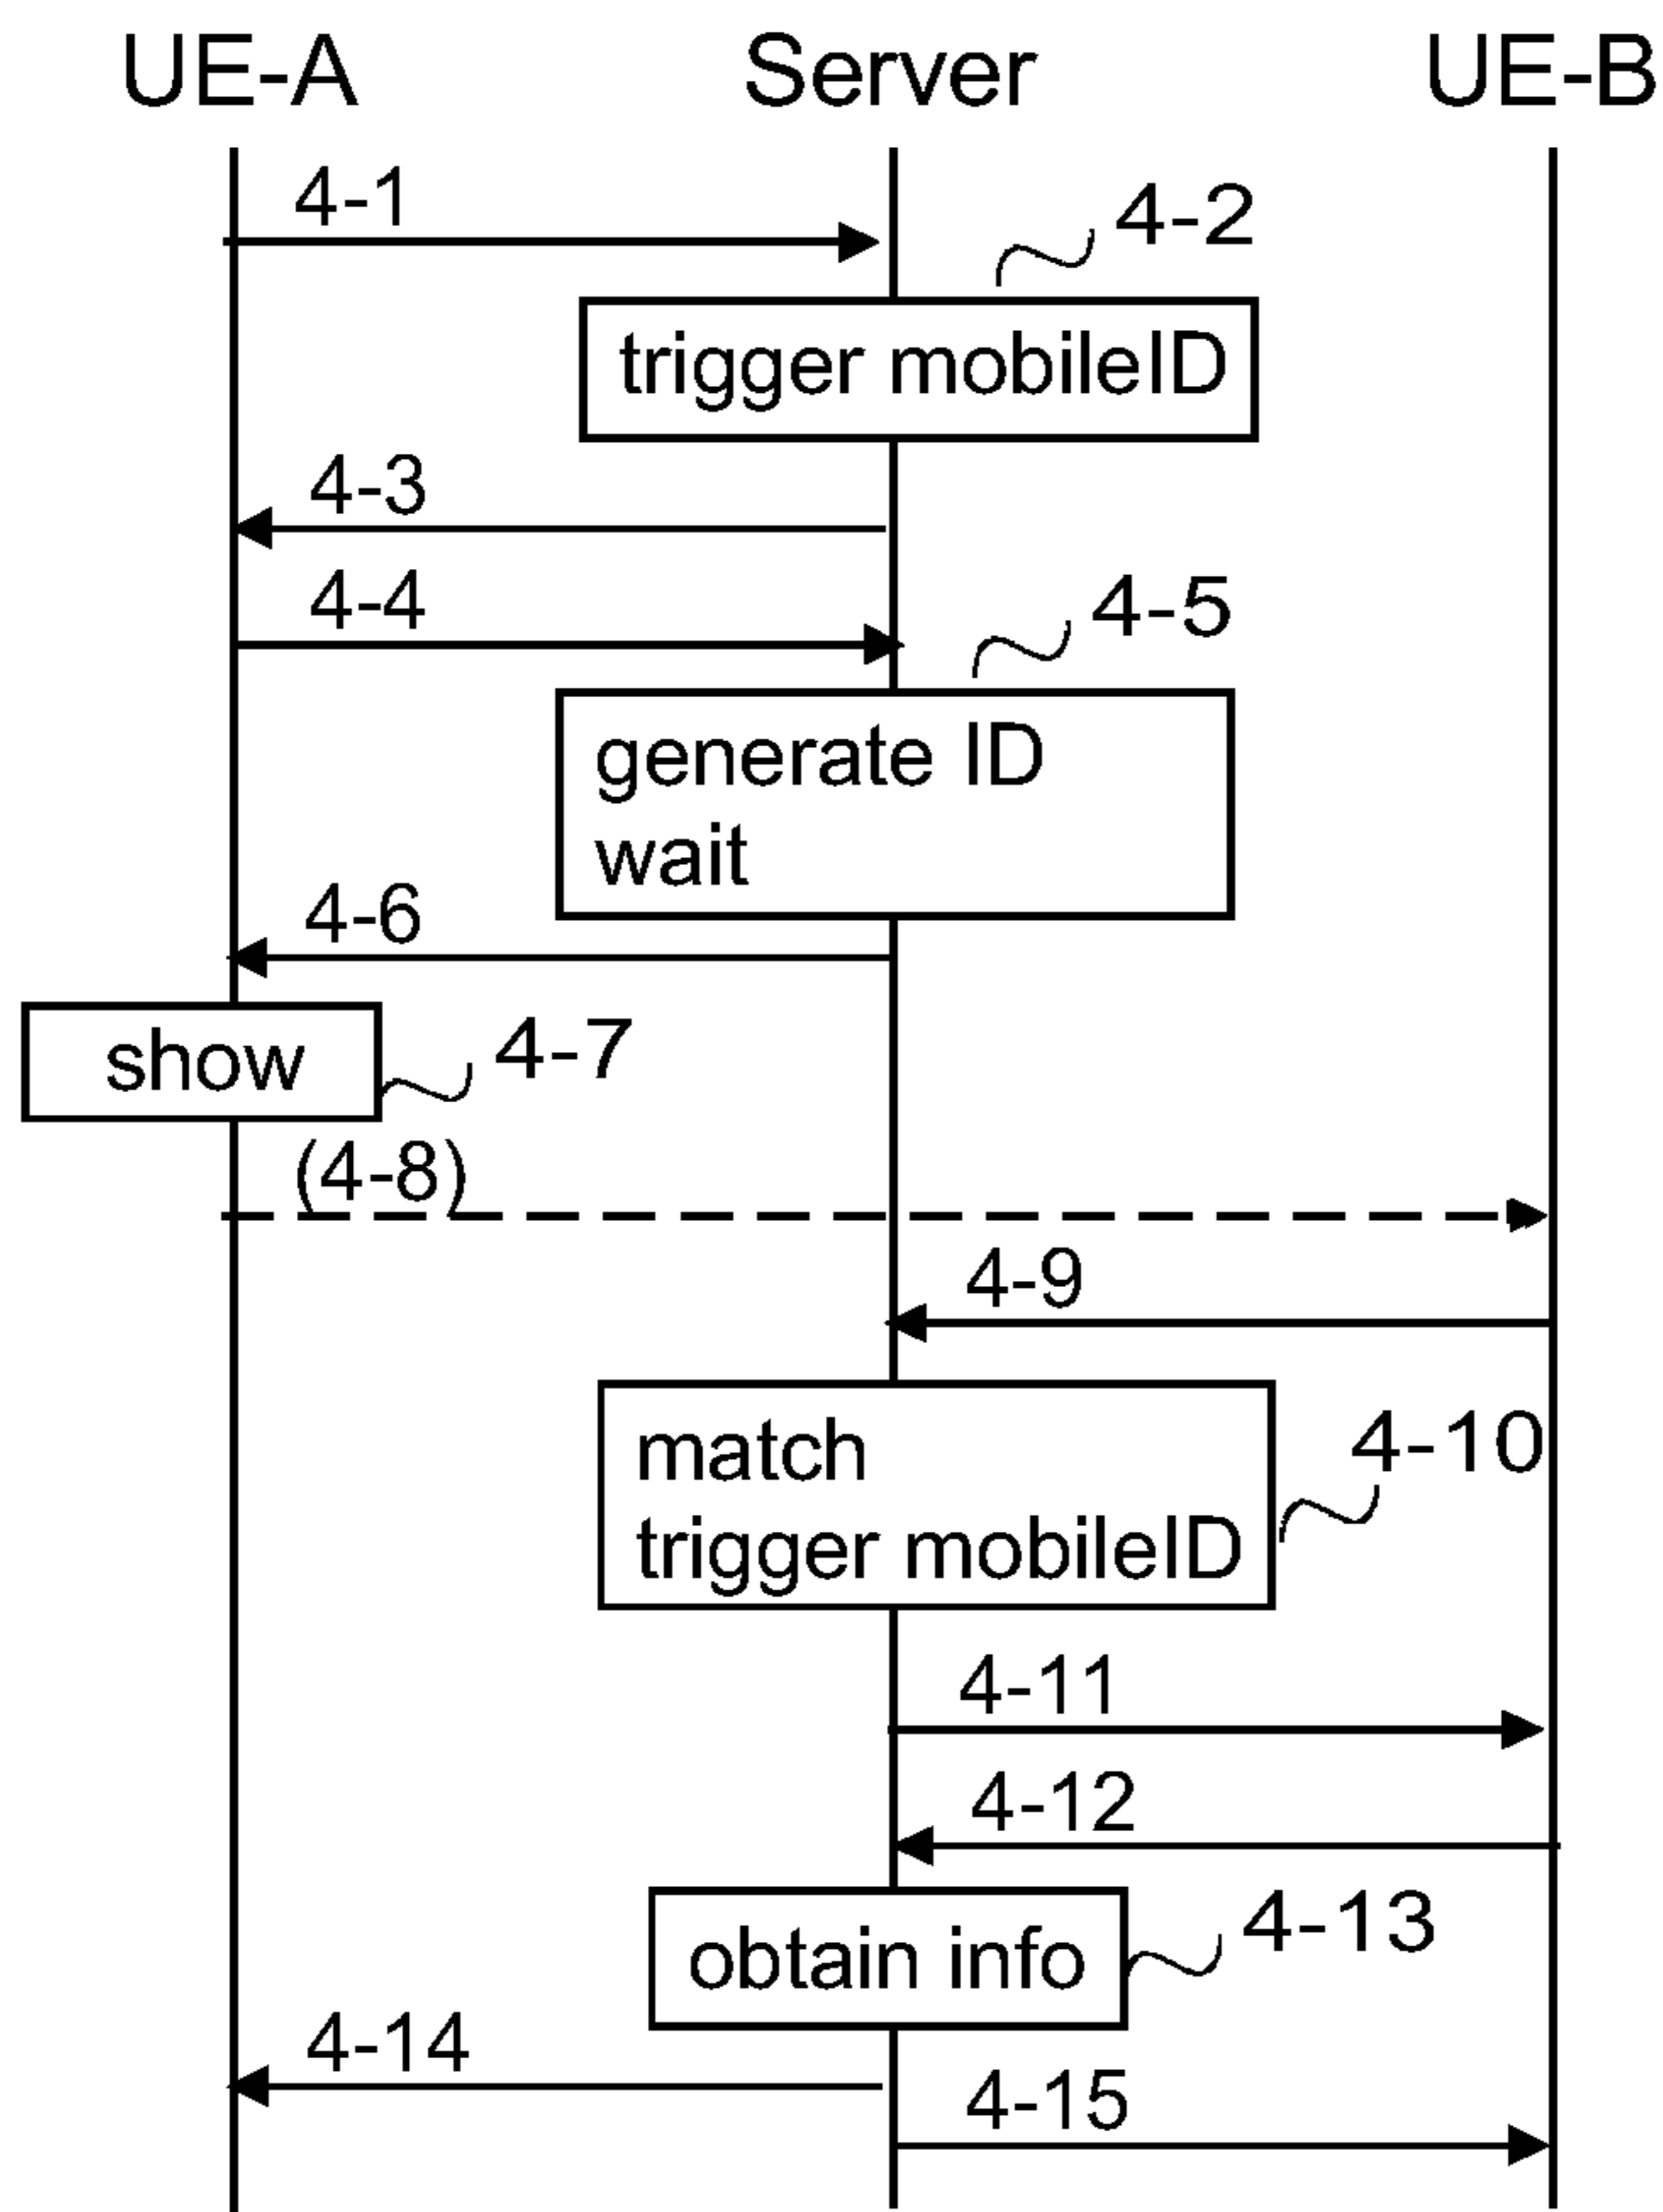 UE-A Server UE-B
4-1
4-2
trigger mobileID
4-3
4-4
4-5
generate ID
wait
4-6
show
4-7
(4-8)
4-9
match
4-10
trigger mobileID
4-11
4-12
obtain info
4-13
4-14
4-15